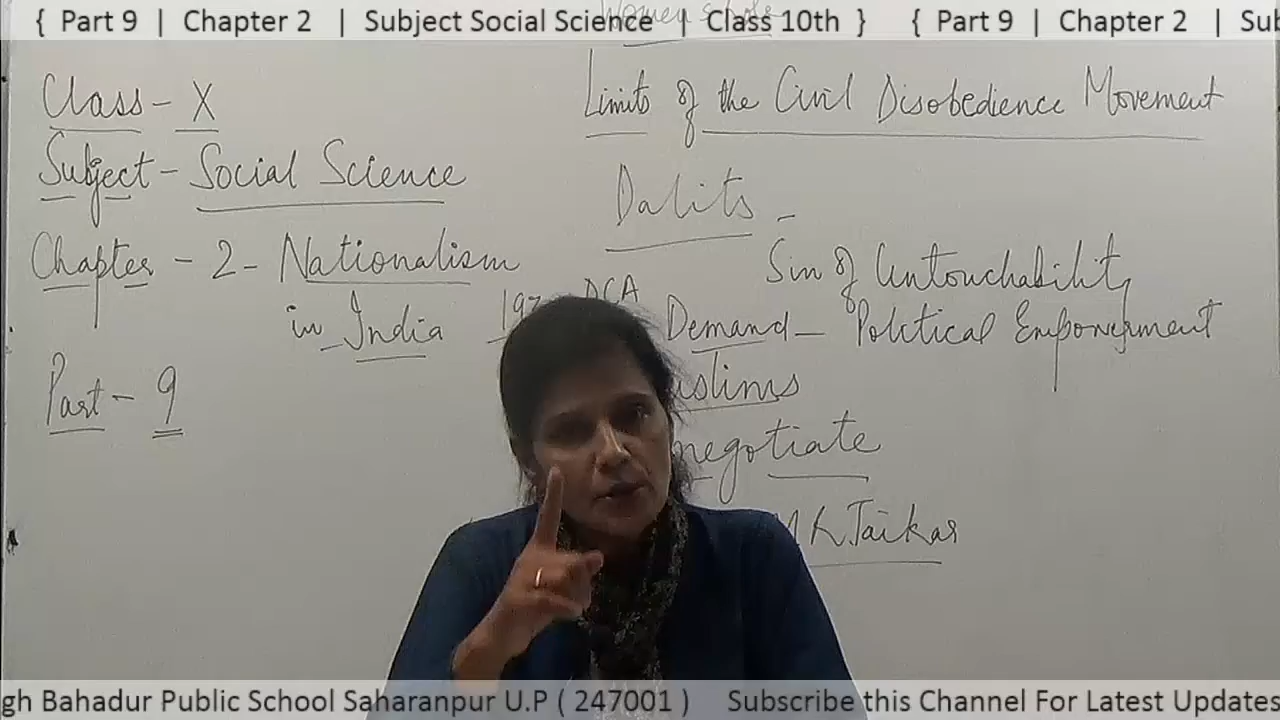 { Part 9 | Chapter 2 | Subject Social Science | Class 10th } { Part 9 | Chapter 2 | Su
Class - X
Subject - Social Science
Chapter - 2 - Nationalism
in India
Part - 9
Limits of the Civil Disobedience Movement
Dalits -
Sin of Untouchability
Demand - Political Empowerment
negotiate
Jaikar
gh Bahadur Public School Saharanpur U.P ( 247001 ) Subscribe this Channel For Latest Updates